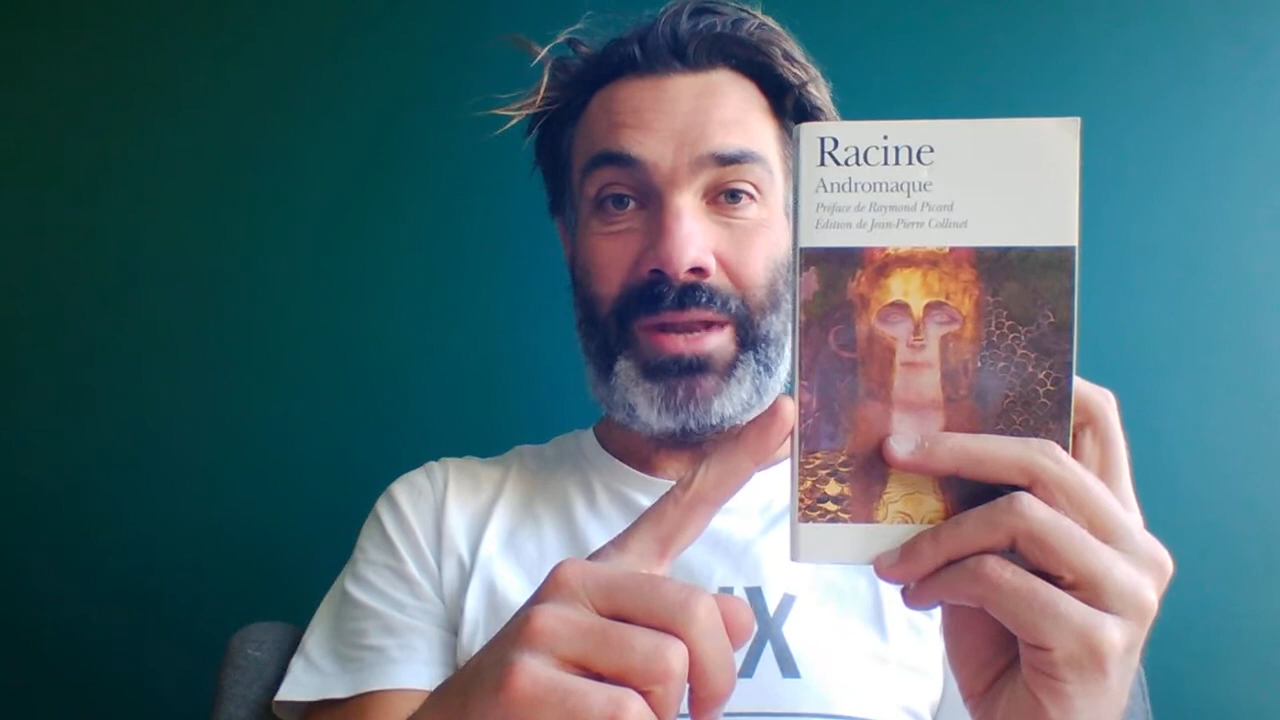 Racine
Andromaque
Préface de Raymond Picard
Édition de Jean-Pierre Collinet